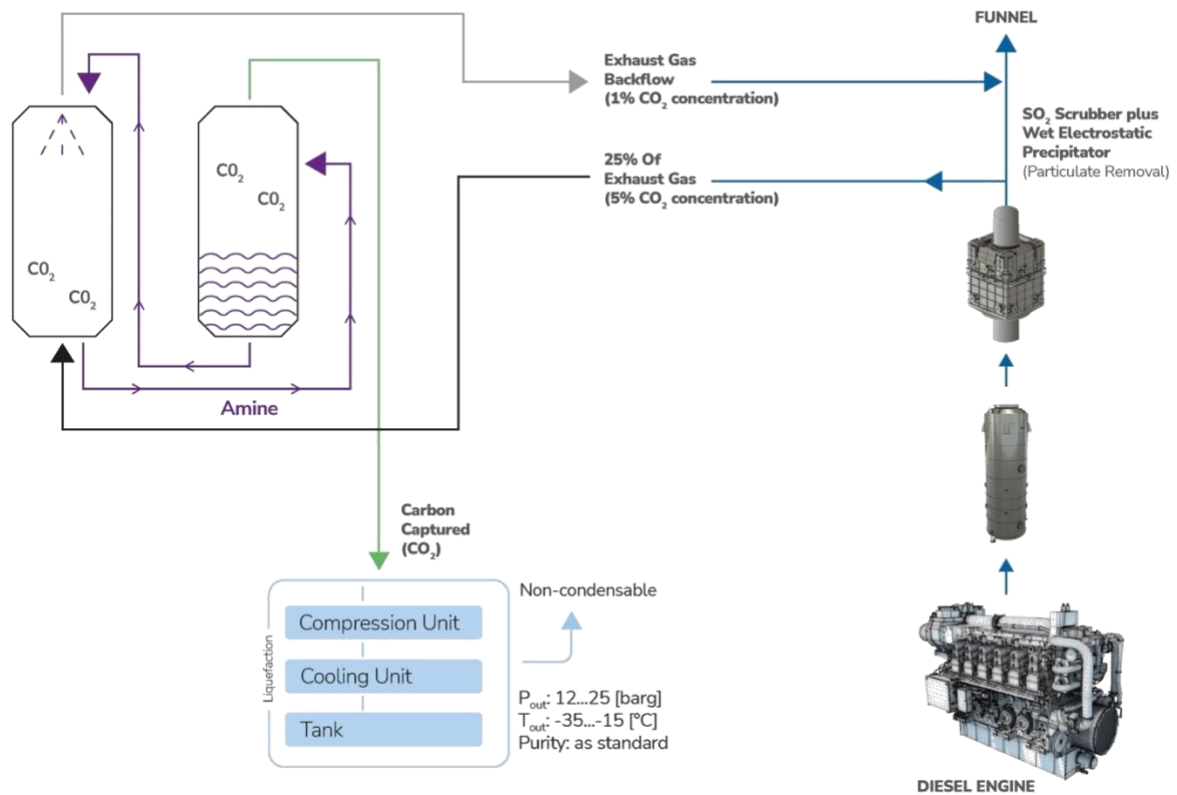 FUNNEL
Exhaust Gas
Backflow
(1% CO₂ concentration)
SO₂ Scrubber plus
Wet Electrostatic
Precipitator
(Particulate Removal)
25% Of
Exhaust Gas
(5% CO₂ concentration)
C0₂
C0₂
C0₂
C0₂
Amine
Carbon
Captured
(CO₂)
Liquefaction
Compression Unit
Cooling Unit
Tank
Non-condensable
Pout: 12...25 [barg]
Tout: -35...-15 [°C]
Purity: as standard
DIESEL ENGINE